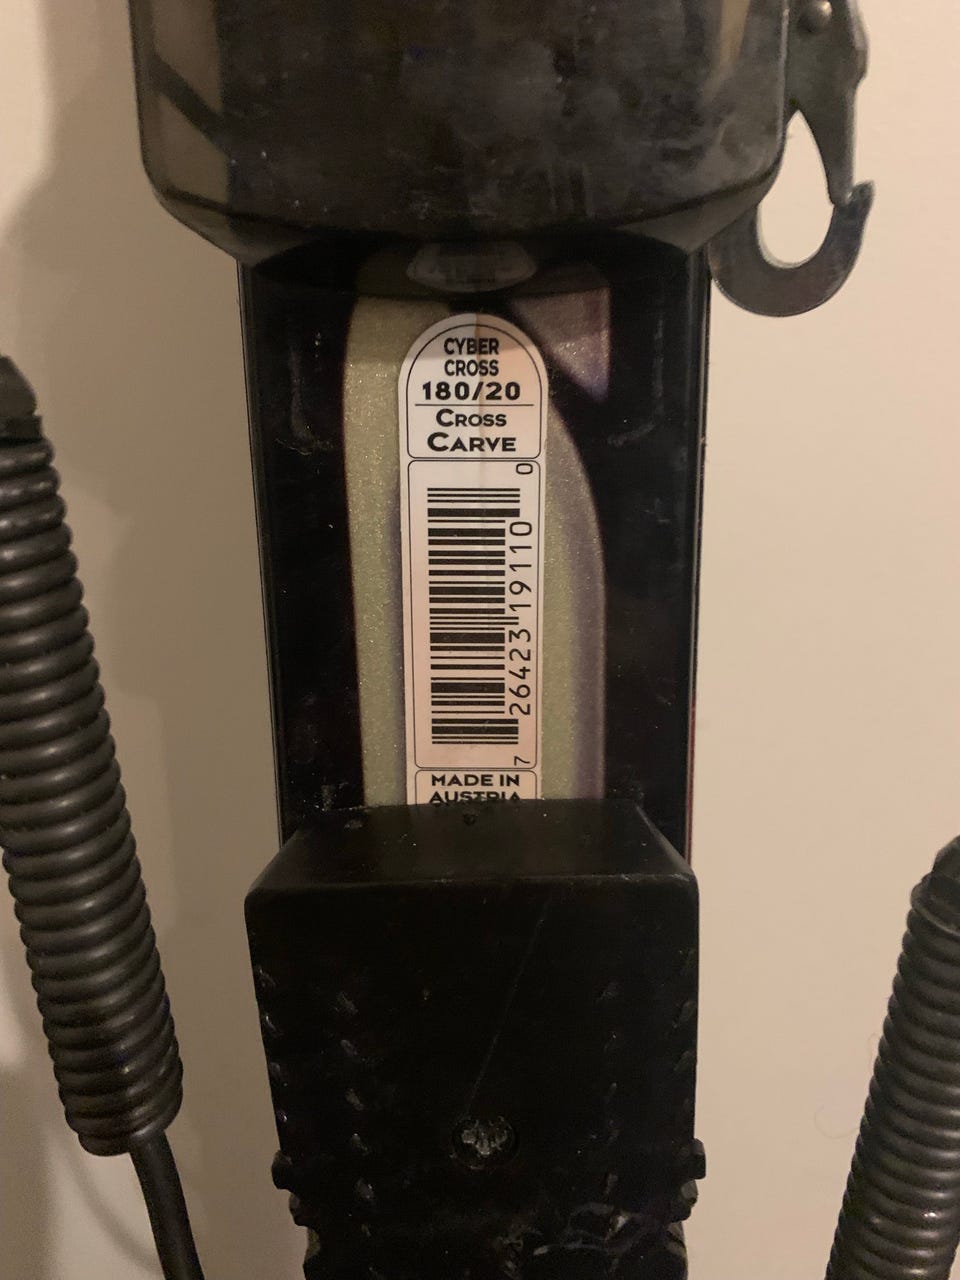 CYBER
CROSS
180/20
CROSS
CARVE
7 26423 19110 0
MADE IN
AUSTRIA